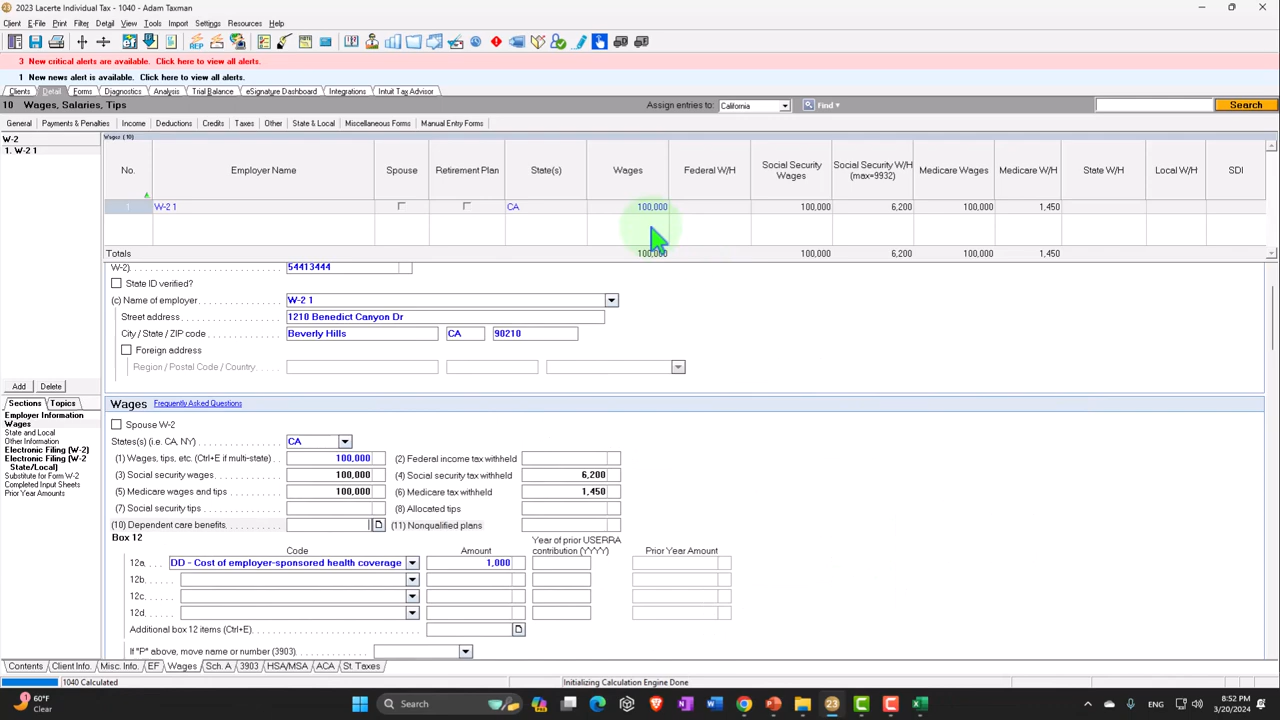 2023 Lacerte Individual Tax - 1040 - Adam Taxman
Client E-File Print Filter Detail View Tools Import Settings Resources Help
3 New critical alerts are available. Click here to view all alerts.
1 New news alert is available. Click here to view all alerts.
Clients Detail Forms Diagnostics Analysis Trial Balance eSignature Dashboard Integrations Intuit Tax Advisor
10 Wages, Salaries, Tips Assign entries to: California Find Search
General Payments & Penalties Income Deductions Credits Taxes Other State & Local Miscellaneous Forms Manual Entry Forms
W-2
1. W-2 1
Wages (10)
No. Employer Name Spouse Retirement Plan State(s) Wages Federal W/H Social Security Wages Social Security W/H (max=9932) Medicare Wages Medicare W/H State W/H Local W/H SDI
1 W-2 1 CA 100,000 100,000 6,200 100,000 1,450
Totals 100,000 100,000 6,200 100,000 1,450
W-2) 54413444
State ID verified?
(c) Name of employer W-2 1
Street address 1210 Benedict Canyon Dr
City / State / ZIP code Beverly Hills CA 90210
Foreign address
Region / Postal Code / Country
Add Delete
Sections Topics
Employer Information
Wages
State and Local
Other Information
Electronic Filing (W-2)
Electronic Filing (W-2
State/Local)
Substitute for Form W-2
Completed Input Sheets
Prior Year Amounts
Wages Frequently Asked Questions
Spouse W-2
States(s) (i.e. CA, NY) CA
(1) Wages, tips, etc. (Ctrl+E if multi-state) 100,000 (2) Federal income tax withheld
(3) Social security wages 100,000 (4) Social security tax withheld 6,200
(5) Medicare wages and tips 100,000 (6) Medicare tax withheld 1,450
(7) Social security tips (8) Allocated tips
(10) Dependent care benefits (11) Nonqualified plans
Box 12
Code Amount Year of prior USERRA contribution (YYYY) Prior Year Amount
12a DD - Cost of employer-sponsored health coverage 1,000
12b
12c
12d
Additional box 12 items (Ctrl+E)
If "P" above, move name or number (3903)
Contents Client Info. Misc. Info. EF Wages Sch. A 3903 HSA/MSA ACA St. Taxes
1040 Calculated Initializing Calculation Engine Done
60°F
Clear
Search
ENG
8:52 PM
3/20/2024